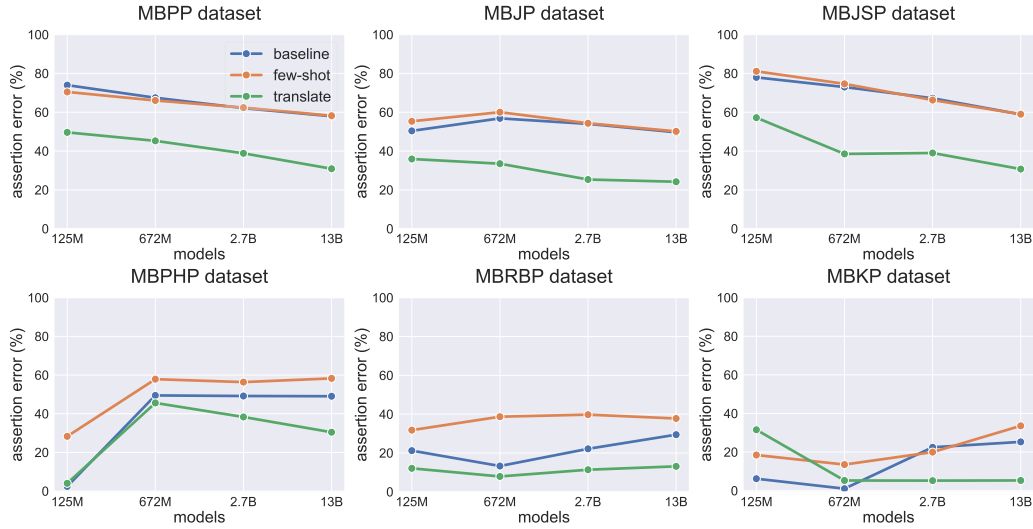 MBPP dataset
MBJP dataset
MBJSP dataset
assertion error (%)
100
80
60
40
20
0
baseline
few-shot
translate
125M 672M 2.7B 13B
models
assertion error (%)
100
80
60
40
20
0
125M 672M 2.7B 13B
models
assertion error (%)
100
80
60
40
20
0
125M 672M 2.7B 13B
models
MBPHP dataset
MBRBP dataset
MBKP dataset
assertion error (%)
100
80
60
40
20
0
125M 672M 2.7B 13B
models
assertion error (%)
100
80
60
40
20
0
125M 672M 2.7B 13B
models
assertion error (%)
100
80
60
40
20
0
125M 672M 2.7B 13B
models